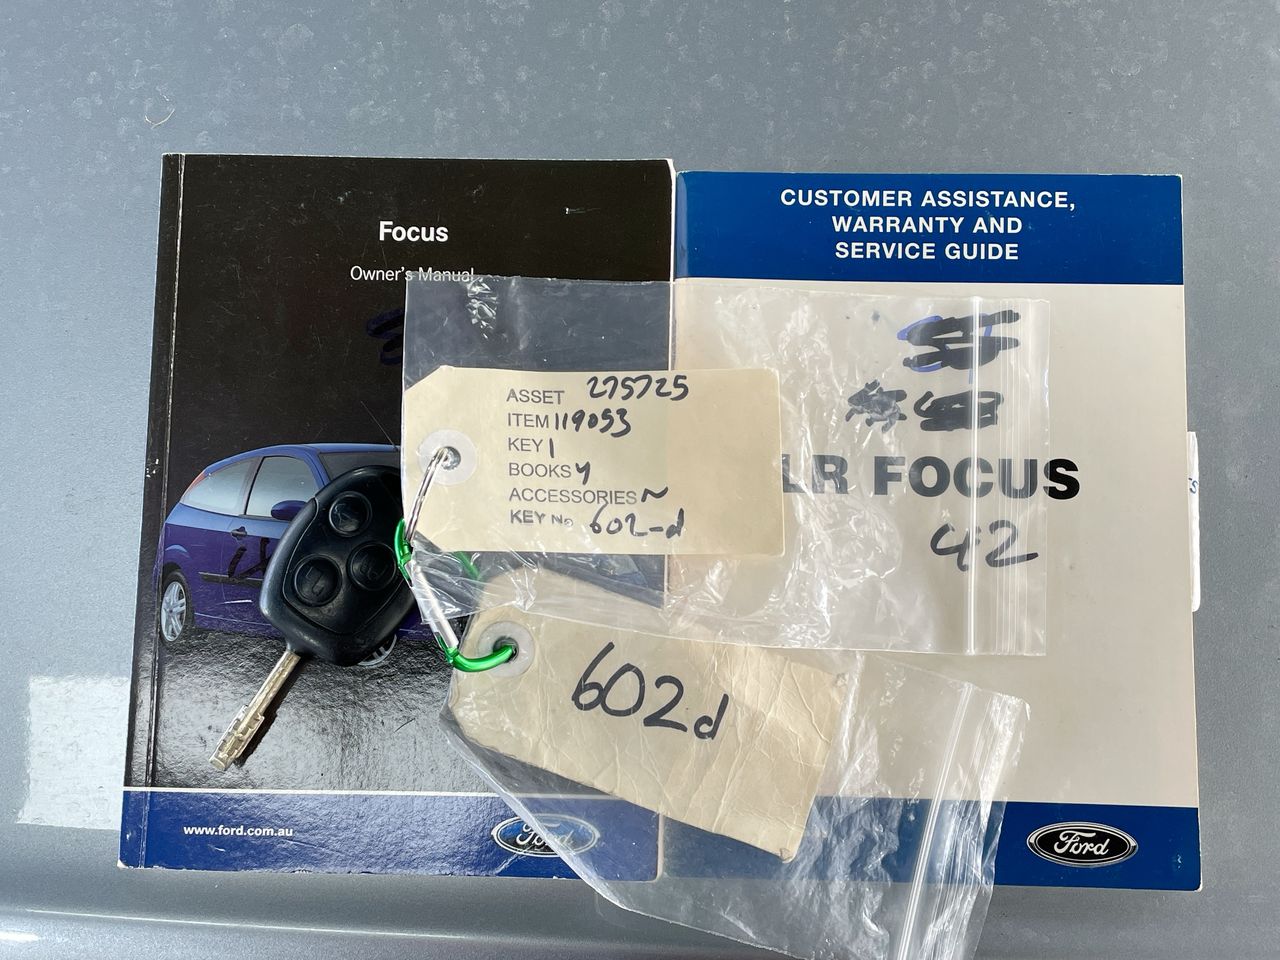 Focus
Owner's Manual
www.ford.com.au
Ford
CUSTOMER ASSISTANCE,
WARRANTY AND
SERVICE GUIDE
LR FOCUS
42
Ford
ASSET 275725
ITEM 119053
KEY 1
BOOKS y
ACCESSORIES ~
KEY No 602-d
602d